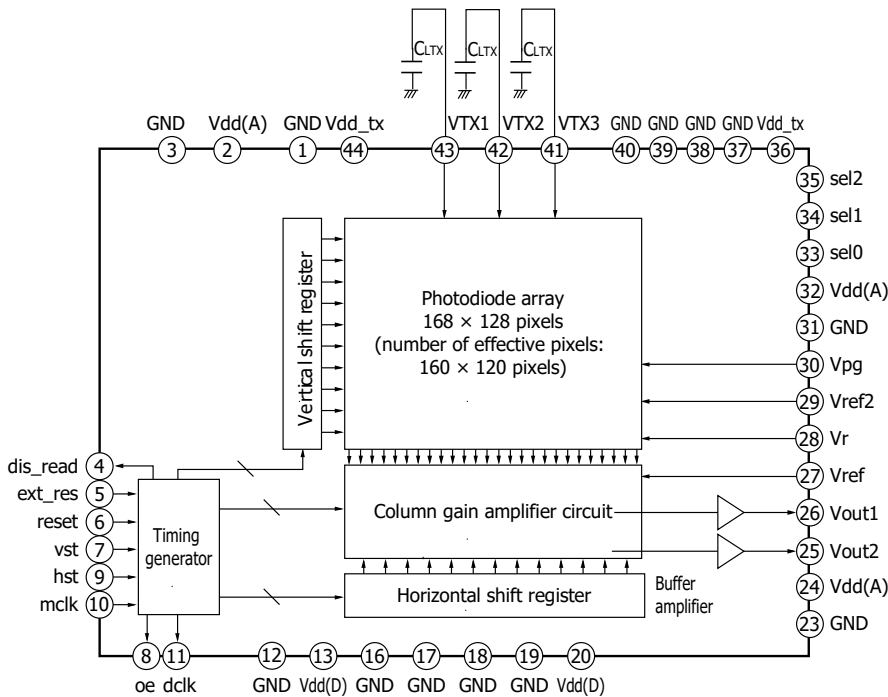 CLTX CLTX CLTX
GND Vdd(A) GND Vdd_tx VTX1 VTX2 VTX3 GND GND GND GND Vdd_tx
3 2 1 44 43 42 41 40 39 38 37 36
35 sel2
34 sel1
33 sel0
32 Vdd(A)
31 GND
30 Vpg
29 Vref2
28 Vr
27 Vref
26 Vout1
25 Vout2
24 Vdd(A)
23 GND
Vertical shift register
Photodiode array
168 × 128 pixels
(number of effective pixels:
160 × 120 pixels)
dis_read 4
ext_res 5
reset 6
vst 7
hst 9
mclk 10
Timing
generator
Column gain amplifier circuit
Horizontal shift register
Buffer
amplifier
8 11 12 13 16 17 18 19 20
oe dclk GND Vdd(D) GND GND GND GND Vdd(D)